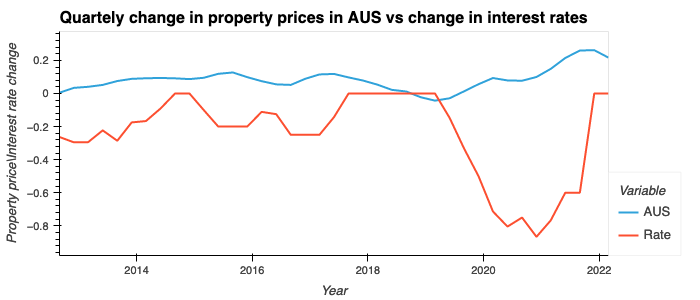 Quartely change in property prices in AUS vs change in interest rates
Property price\Interest rate change
0.2
0
−0.2
−0.4
−0.6
−0.8
2014
2016
2018
2020
2022
Year
Variable
AUS
Rate